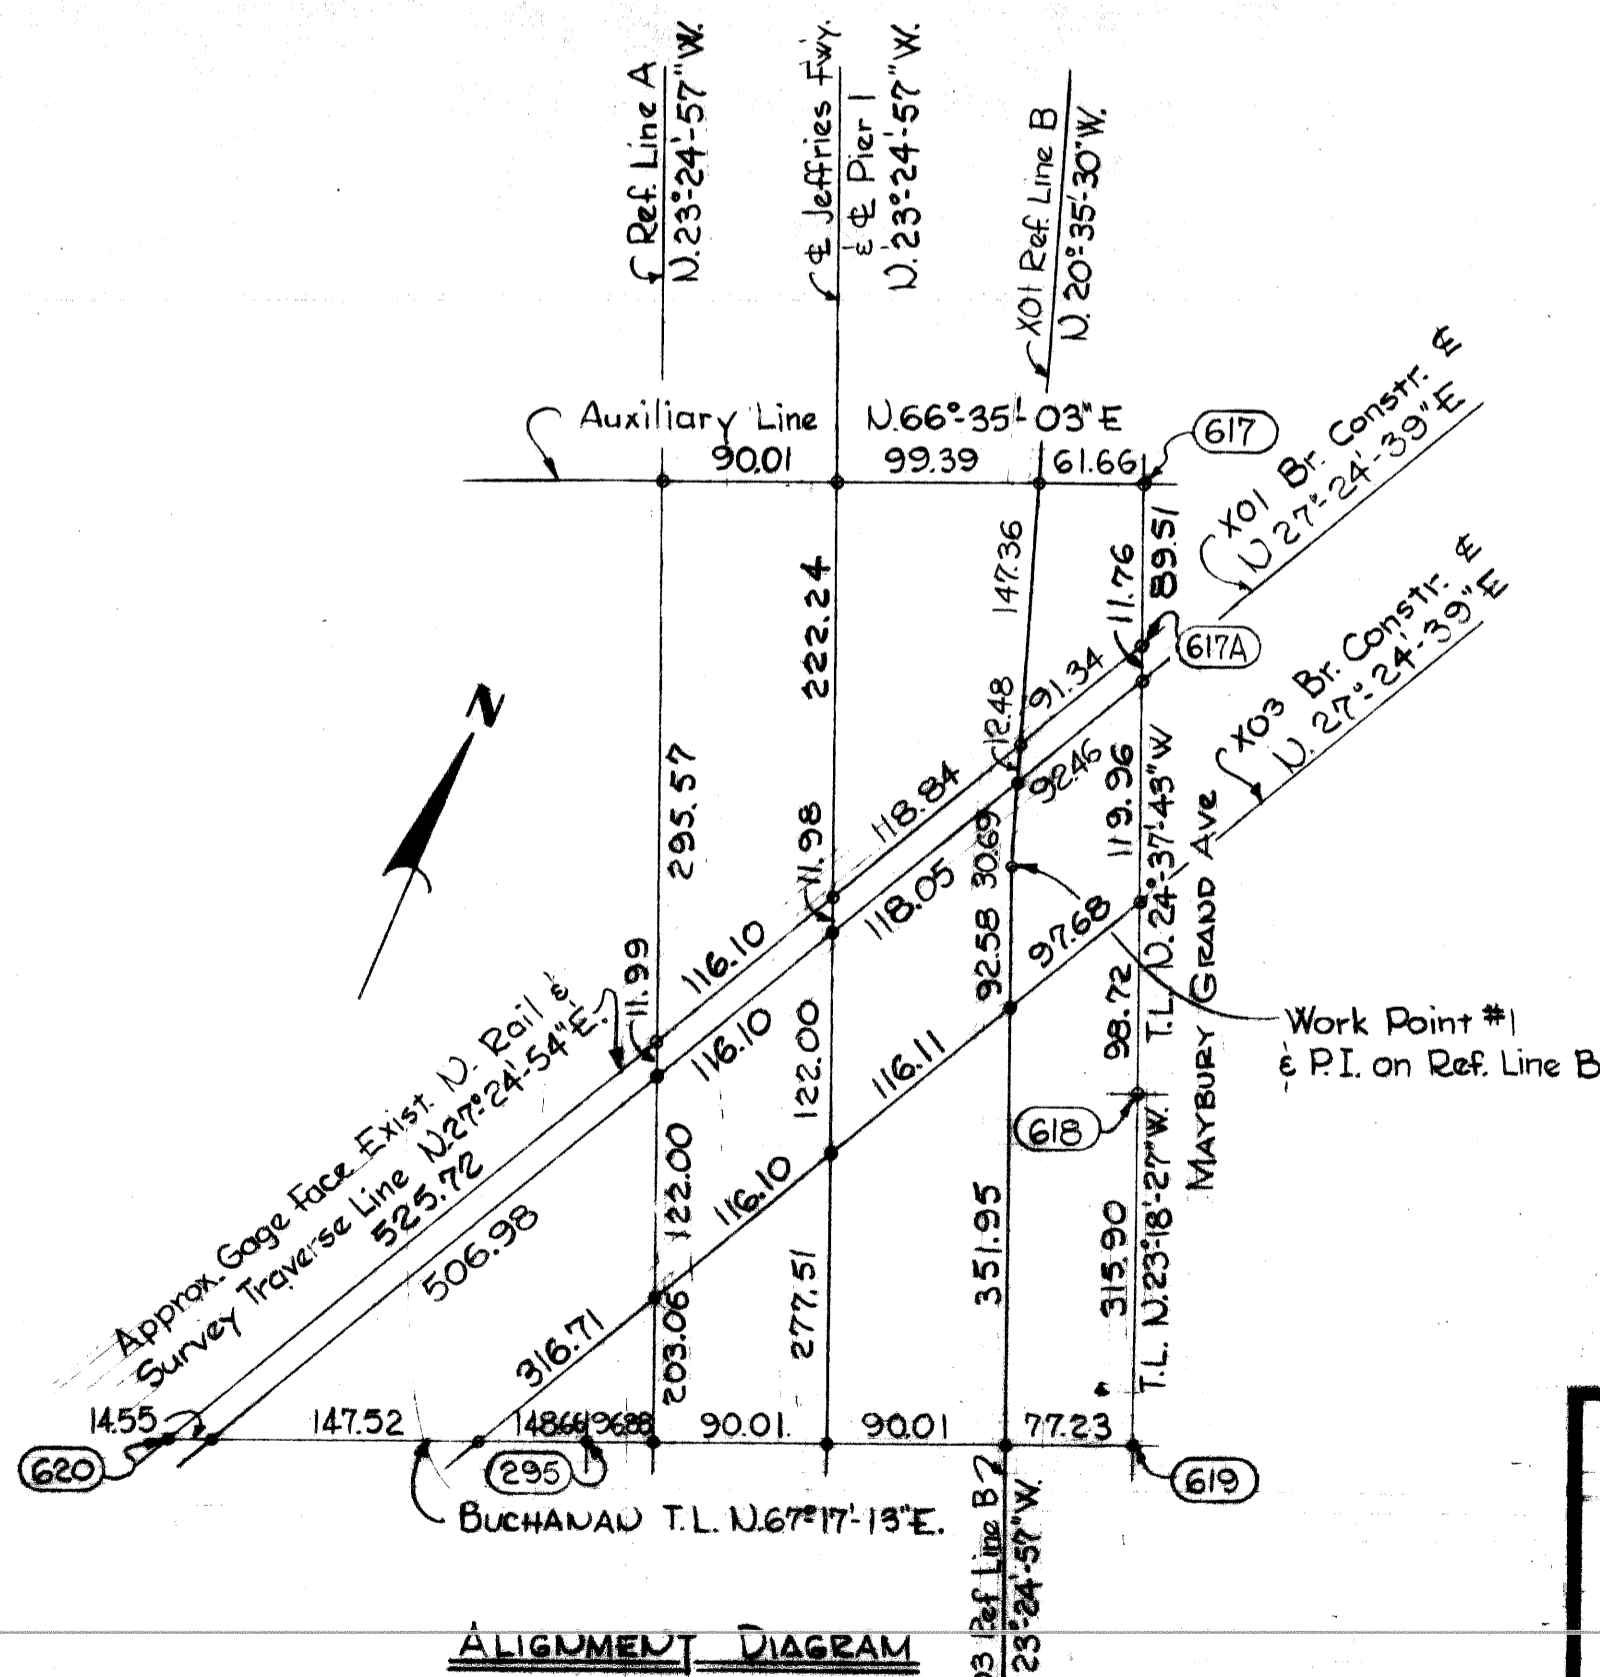 Ref. Line A
N.23°-24'-57"W.
℄ Jeffries Fwy.
& ℄ Pier 1
N.23°-24'-57"W.
X01 Ref. Line B
N.20°35'-30"W.
Auxiliary Line N.66°-35'-03"E
90.01
99.39
61.66
617
X01 Br. Constr. ℄
N 27°-24'-39"E
147.36
11.76
89.51
222.24
617A
X03 Br. Constr. ℄
N. 27°-24'-39"E
N
12.48
91.34
295.57
118.84
92.46
119.96
T.L. N.24°-37'-43"W
MAYBURY GRAND AVE
11.98
30.69
118.05
92.58
97.68
11.99
116.10
116.10
122.00
116.11
98.72
Work Point #1
& P.I. on Ref. Line B
Approx. Gage Face Exist. N. Rail &
Survey Traverse Line N.27°-24'-54"E.
525.72
618
506.98
122.00
116.10
351.95
315.90
T.L. N.23°-18'-27"W.
277.51
316.71
203.06
14.55
147.52
148.66
96.88
90.01.
90.01
77.23
620
295
619
BUCHANAN T.L. N.67°17'-13"E.
03 Ref Line B
23°-24'-57"W.
ALIGNMENT DIAGRAM